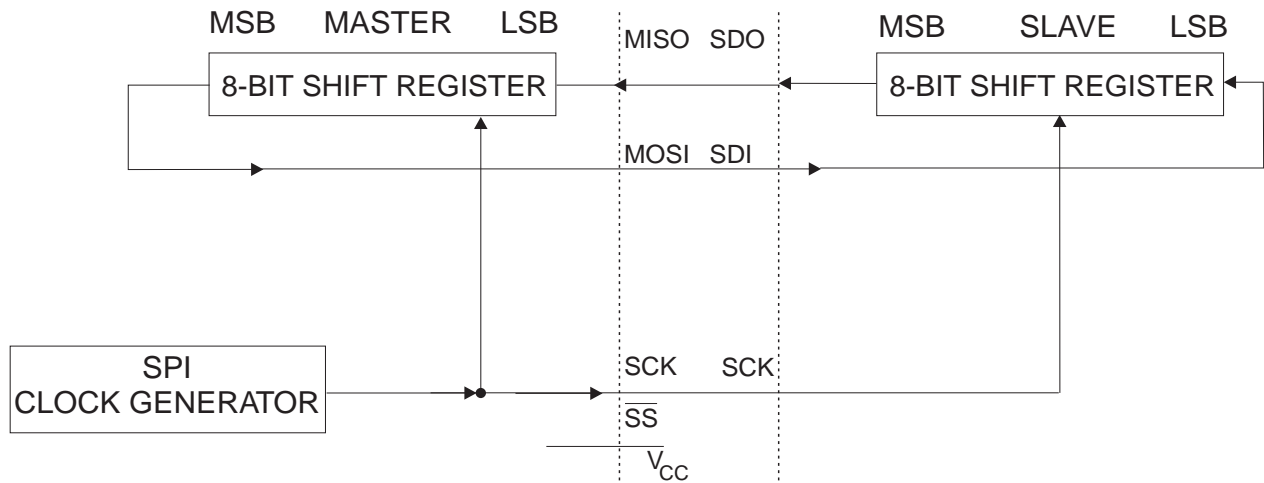 MSB MASTER LSB
MISO SDO
MSB SLAVE LSB
8-BIT SHIFT REGISTER
8-BIT SHIFT REGISTER
MOSI SDI
SPI
CLOCK GENERATOR
SCK SCK
SS
VCC